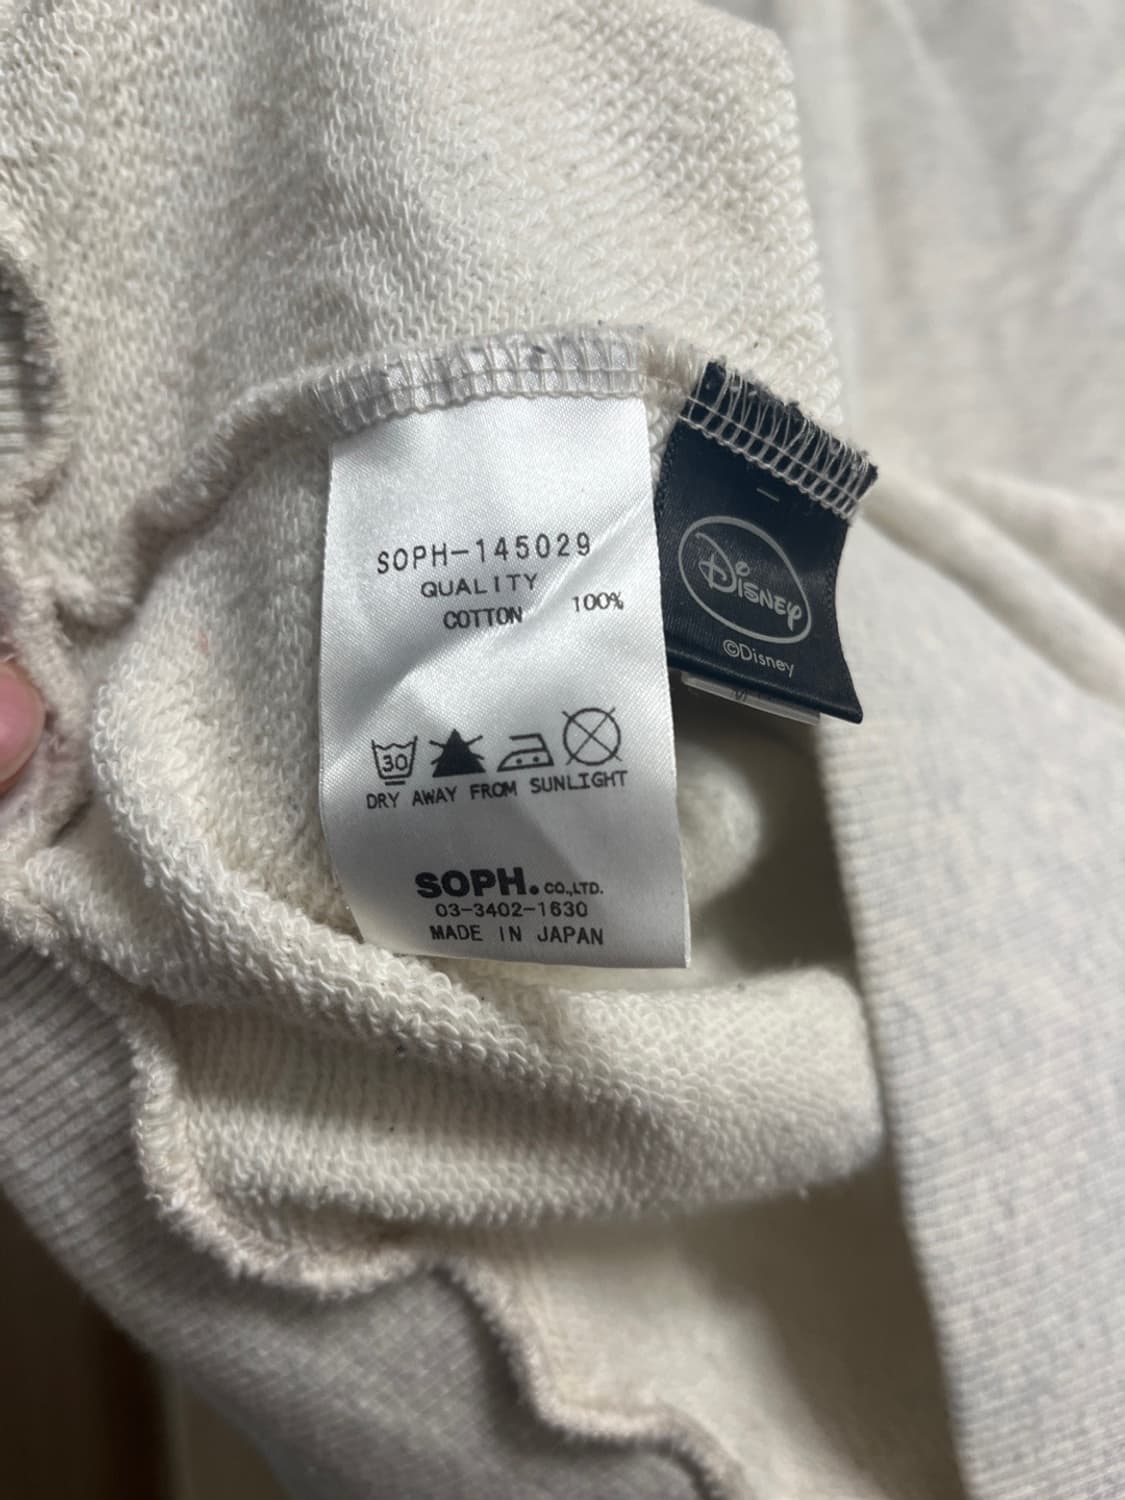 SOPH-145029
QUALITY
COTTON 100%
30
DRY AWAY FROM SUNLIGHT
SOPH. CO.,LTD.
03-3402-1630
MADE IN JAPAN
Disney
©Disney